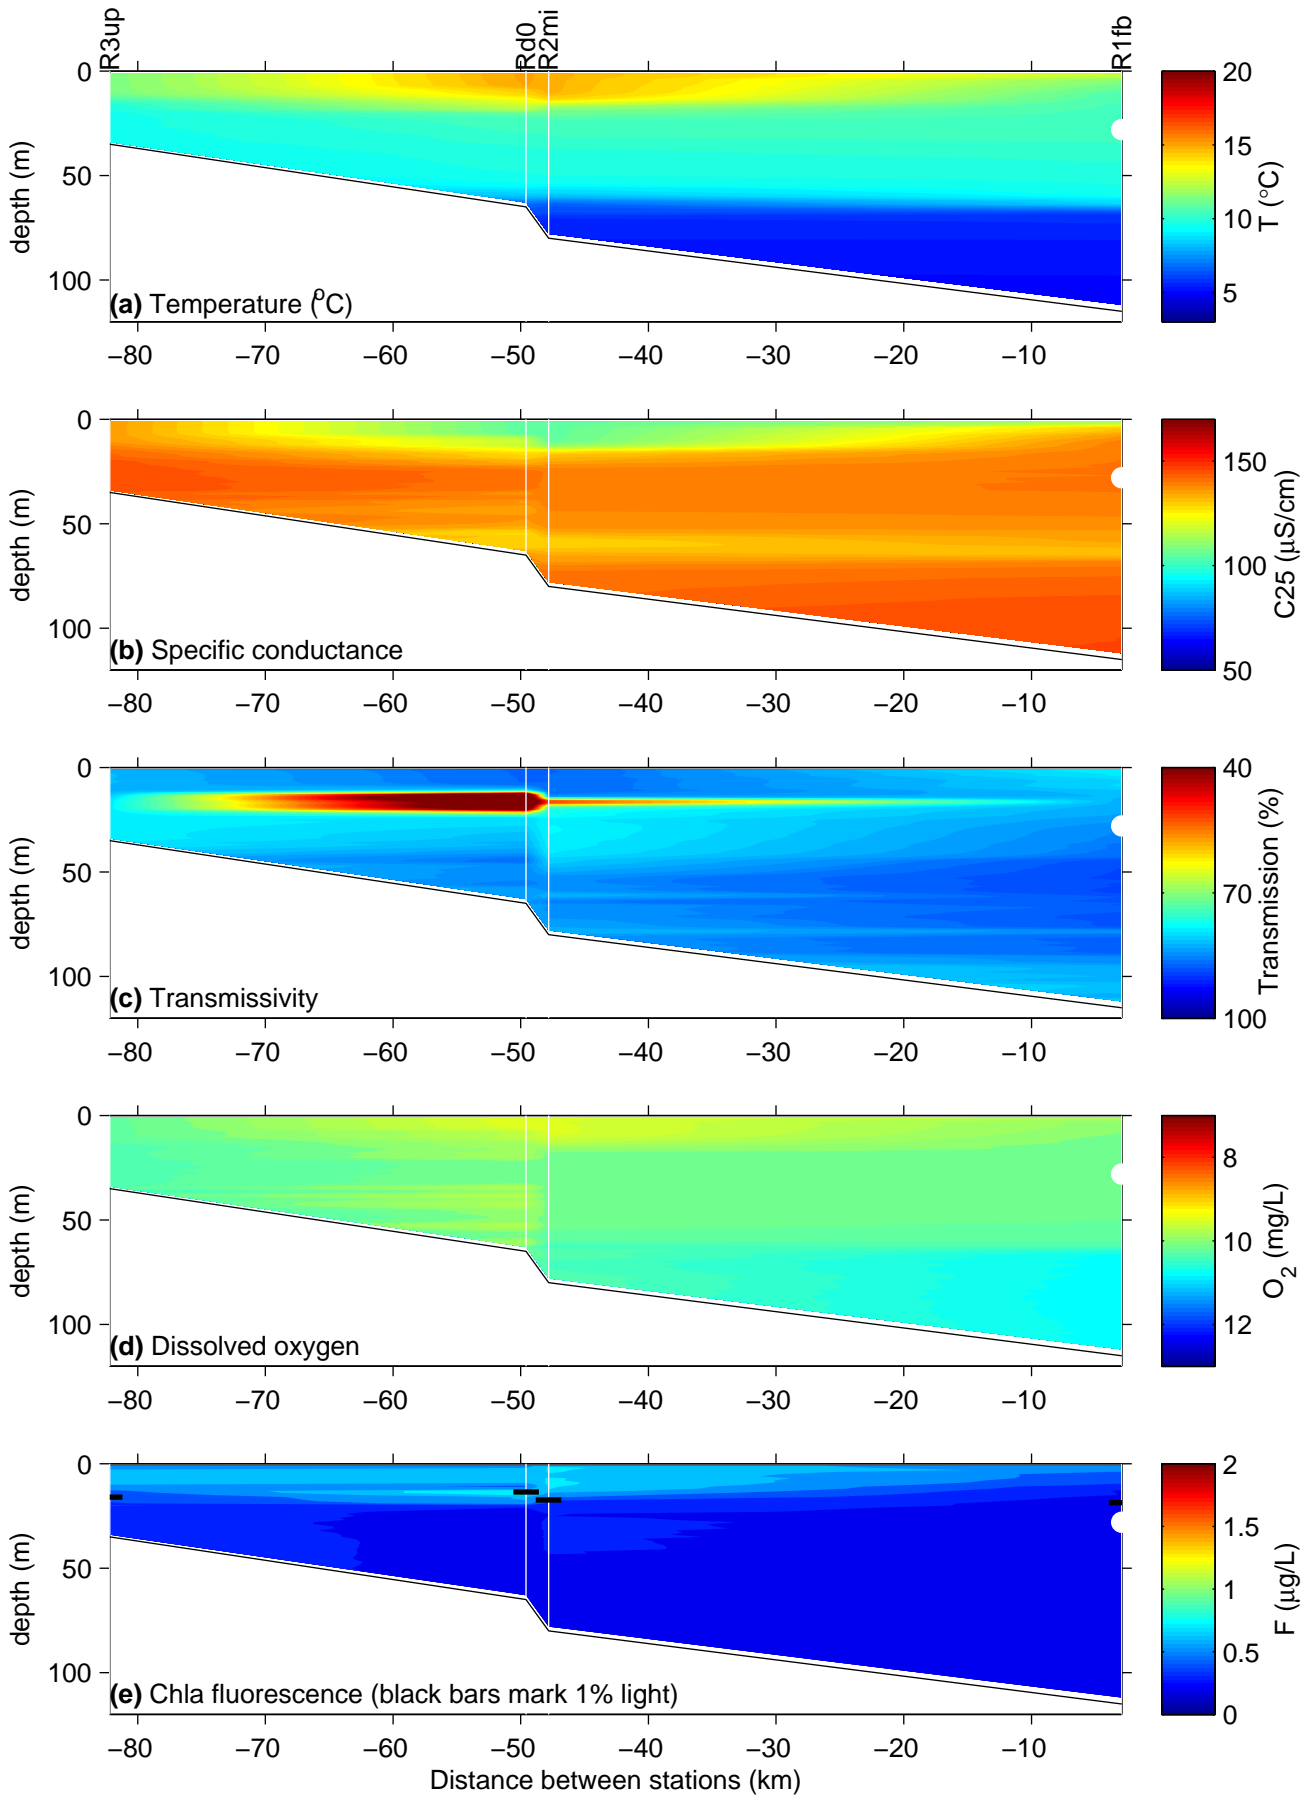 R3up Rd0 R2mi R1fb
0
50
100
depth (m)
(a) Temperature (ºC)
−80 −70 −60 −50 −40 −30 −20 −10
20
15
10
5
T (°C)
0
50
100
depth (m)
(b) Specific conductance
−80 −70 −60 −50 −40 −30 −20 −10
150
100
50
C25 (µS/cm)
0
50
100
depth (m)
(c) Transmissivity
−80 −70 −60 −50 −40 −30 −20 −10
40
70
100
Transmission (%)
0
50
100
depth (m)
(d) Dissolved oxygen
−80 −70 −60 −50 −40 −30 −20 −10
8
10
12
O2 (mg/L)
0
50
100
depth (m)
(e) Chla fluorescence (black bars mark 1% light)
−80 −70 −60 −50 −40 −30 −20 −10
2
1.5
1
0.5
0
F (µg/L)
Distance between stations (km)